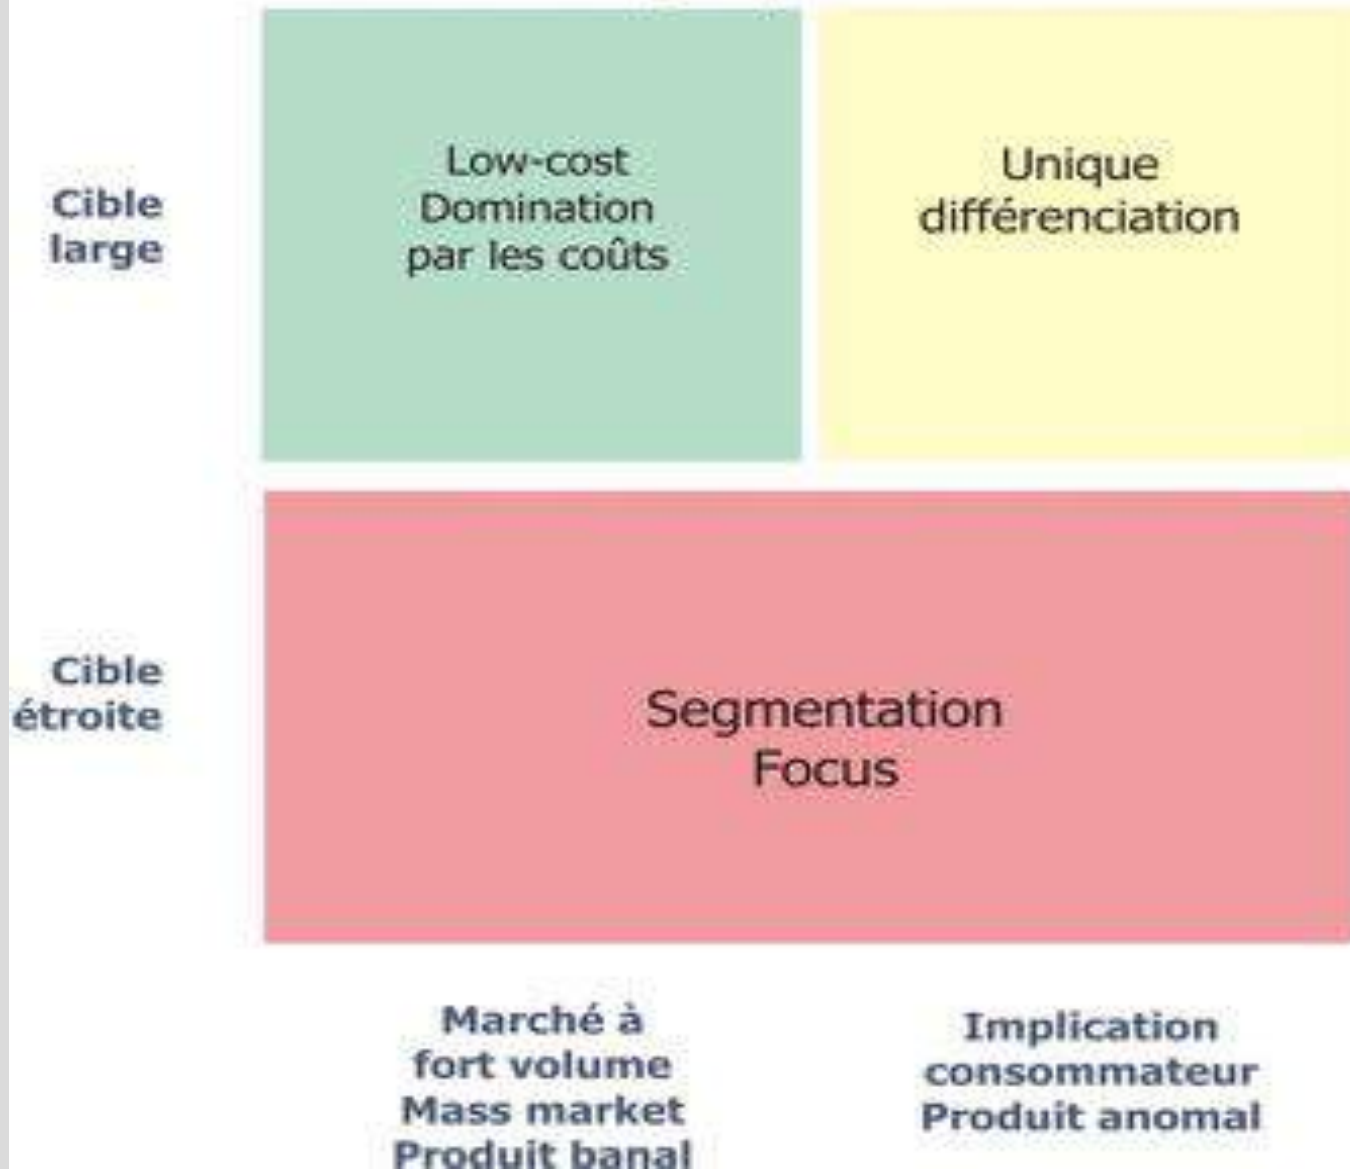 Cible
large
Low-cost
Domination
par les coûts
Unique
différenciation
Cible
étroite
Segmentation
Focus
Marché à
fort volume
Mass market
Produit banal
Implication
consommateur
Produit anomal